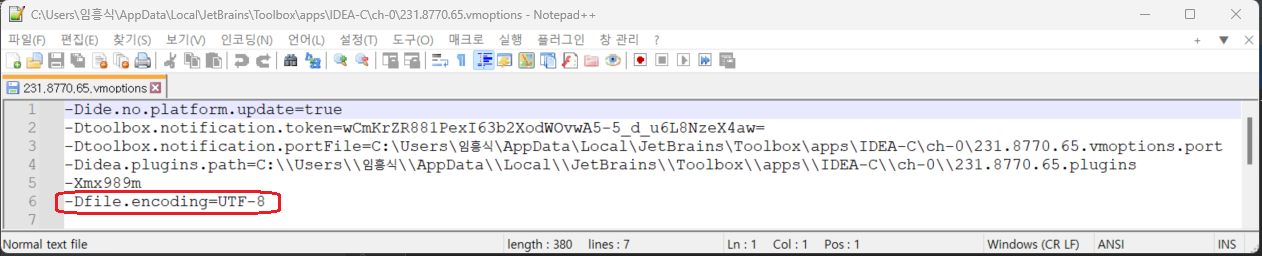 C:\Users\임흥식\AppData\Local\JetBrains\Toolbox\apps\IDEA-C\ch-0\231.8770.65.vmoptions - Notepad++
파일(F) 편집(E) 찾기(S) 보기(V) 인코딩(N) 언어(L) 설정(T) 도구(O) 매크로 실행 플러그인 창 관리 ?
231.8770.65.vmoptions
1 -Dide.no.platform.update=true
2 -Dtoolbox.notification.token=wCmKrZR881PexI63b2XodWOvwA5-5_d_u6L8NzeX4aw=
3 -Dtoolbox.notification.portFile=C:\Users\임흥식\AppData\Local\JetBrains\Toolbox\apps\IDEA-C\ch-0\231.8770.65.vmoptions.port
4 -Didea.plugins.path=C:\\Users\\임흥식\\AppData\\Local\\JetBrains\\Toolbox\\apps\\IDEA-C\\ch-0\\231.8770.65.plugins
5 -Xmx989m
6 -Dfile.encoding=UTF-8
7
Normal text file length : 380 lines : 7 Ln : 1 Col : 1 Pos : 1 Windows (CR LF) ANSI INS